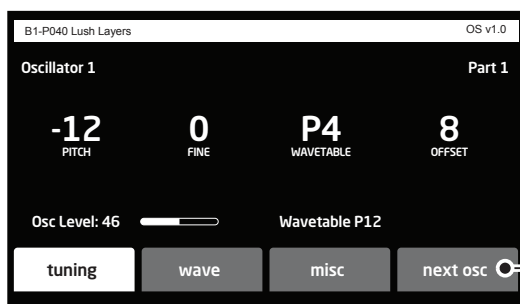 B1-P040 Lush Layers OS v1.0
Oscillator 1 Part 1
-12 0 P4 8
PITCH FINE WAVETABLE OFFSET
Osc Level: 46 Wavetable P12
tuning wave misc next osc